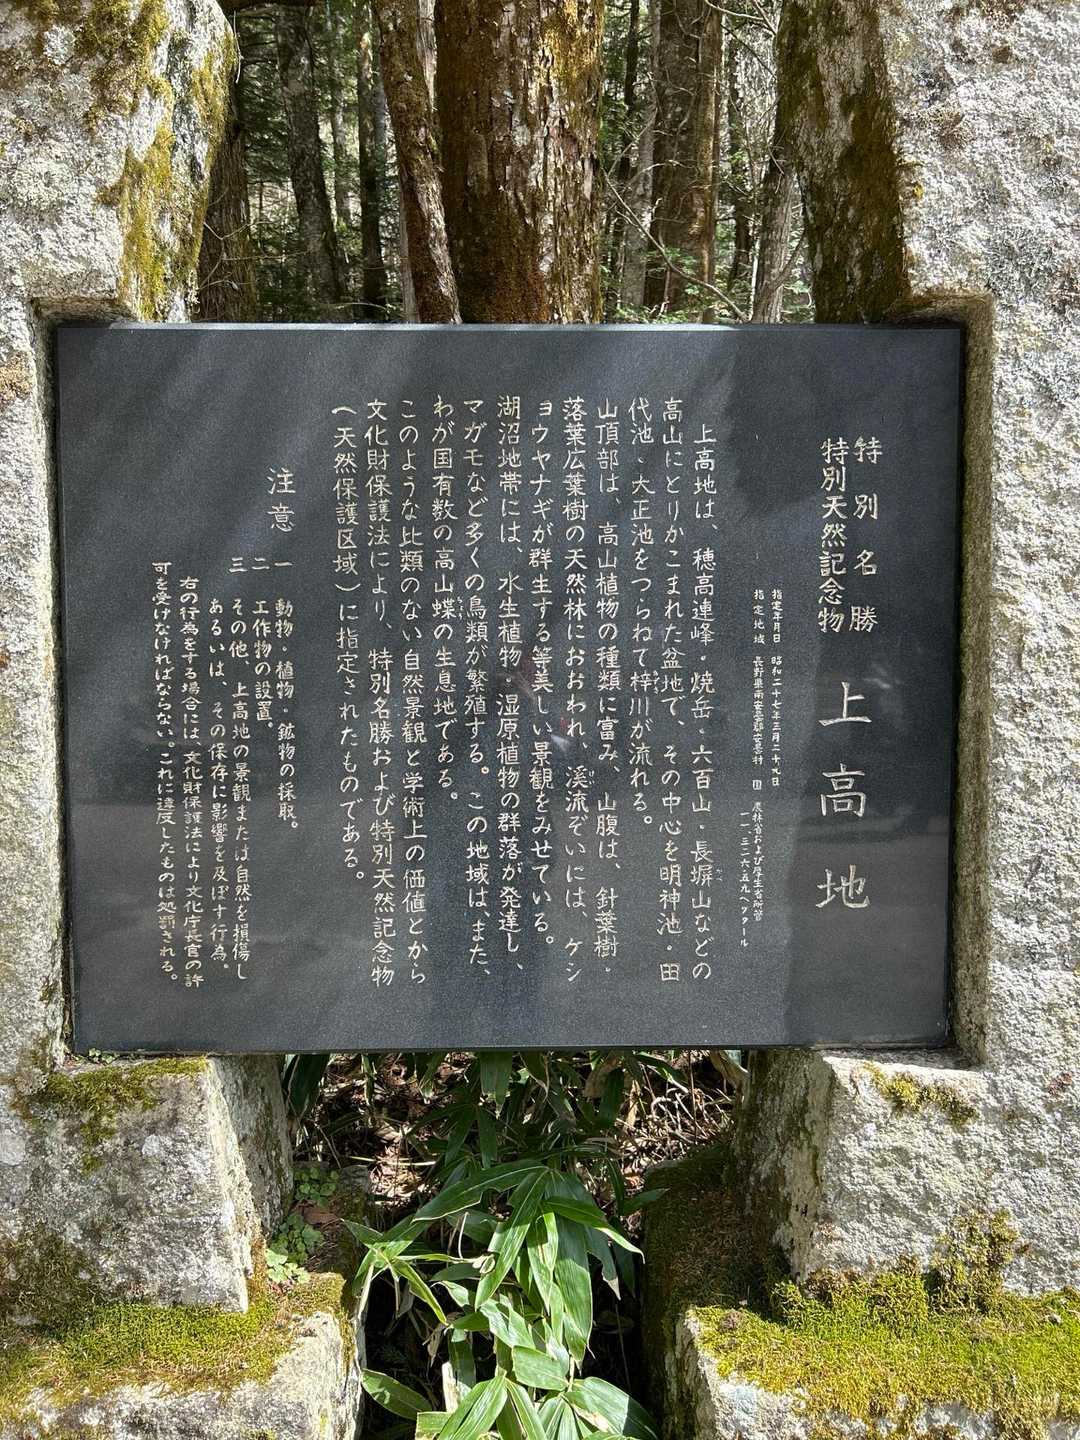 特別名勝
特別天然記念物
上高地
指定年月日 昭和二十七年三月二十九日
指定地域 長野県南安曇郡安曇村 国 農林省および厚生省所管
一一、三二六・五九ヘクタール
上高地は、穂高連峰・焼岳・六百山・長塀山などの
高山にとりかこまれた盆地で、その中心を明神池・田
代池、大正池をつらねて梓川が流れる。
山頂部は、高山植物の種類に富み、山腹は、針葉樹・
落葉広葉樹の天然林におおわれ、溪流ぞいには、ケシ
ョウヤナギが群生する等美しい景観をみせている。
湖沼地帯には、水生植物・湿原植物の群落が発達し、
マガモなど多くの鳥類が繁殖する。この地域は、また、
わが国有数の高山蝶の生息地である。
このような比類のない自然景観と学術上の価値とから
文化財保護法により、特別名勝および特別天然記念物
（天然保護区域）に指定されたものである。
注意
一 動物・植物・鉱物の採取。
二 工作物の設置。
三 その他、上高地の景観または自然を損傷し
あるいは、その保存に影響を及ぼす行為。
右の行為をする場合には、文化財保護法により文化庁長官の許
可を受けなければならない。これに違反したものは処罰される。